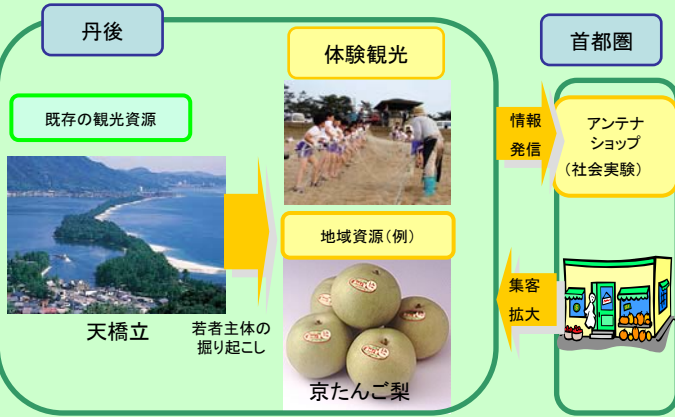 丹後
体験観光
首都圏
既存の観光資源
天橋立
若者主体の
掘り起こし
地域資源(例)
京たんご梨
情報
発信
アンテナ
ショップ
(社会実験)
集客
拡大